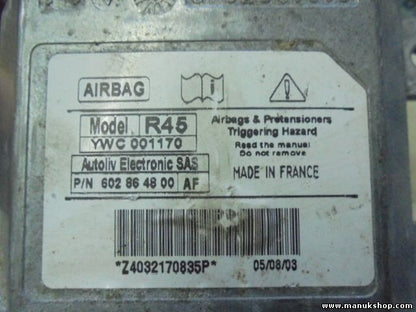 AIRBAG
Model R45
YWC 001170
Autoliv Electronic SAS
P/N 602 86 48 00 AF
Airbags & Pretensioners
Triggering Hazard
Read the manual
Do not remove
MADE IN FRANCE
*Z4032170835P*
05/08/03
www.manukshop.com